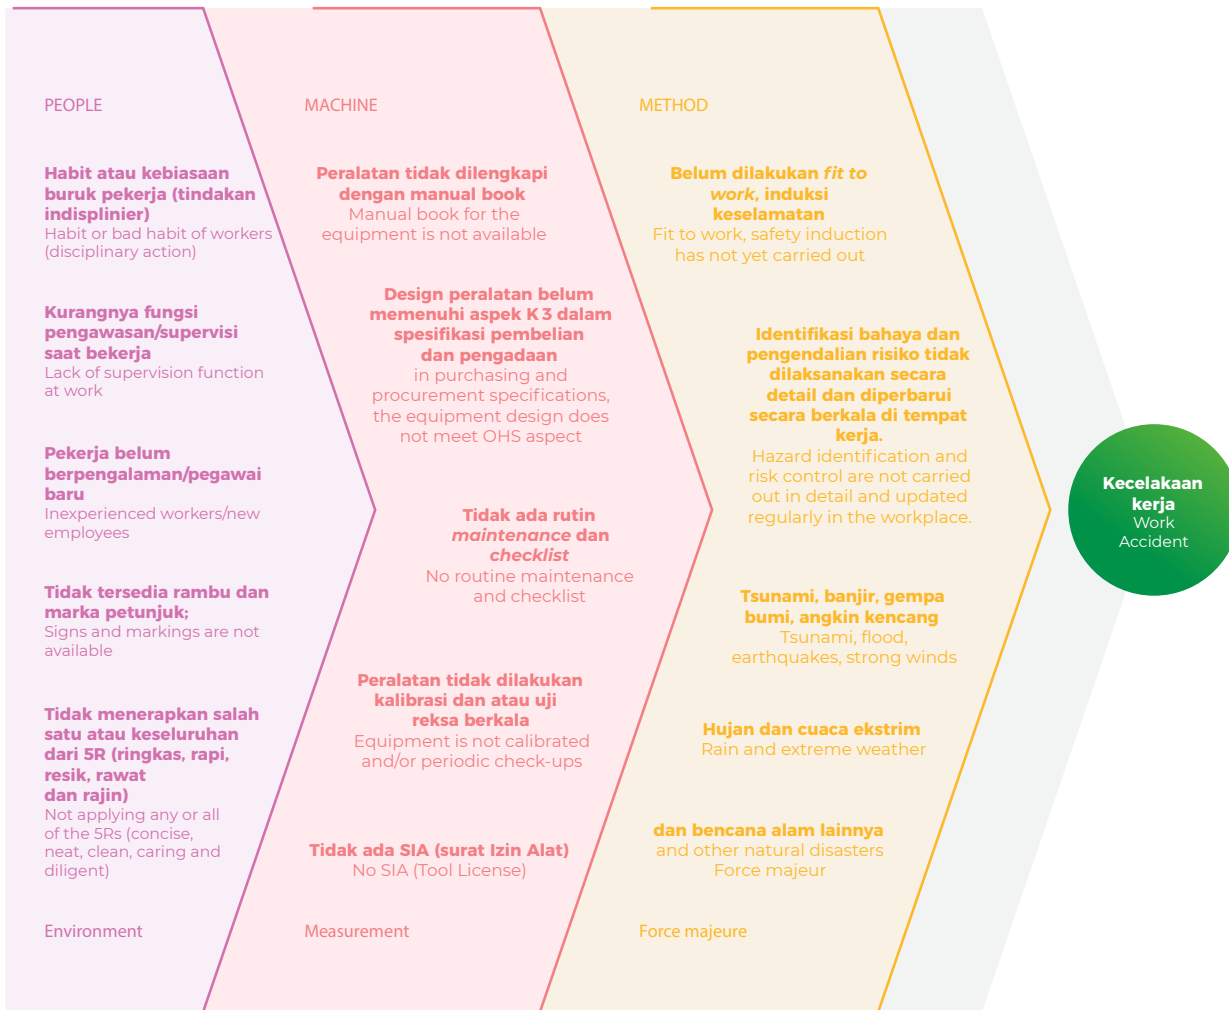 PEOPLE
Habit atau kebiasaan
buruk pekerja (tindakan
indisplinier)
Habit or bad habit of workers
(disciplinary action)
Kurangnya fungsi
pengawasan/supervisi
saat bekerja
Lack of supervision function
at work
Pekerja belum
berpengalaman/pegawai
baru
Inexperienced workers/new
employees
Tidak tersedia rambu dan
marka petunjuk;
Signs and markings are not
available
Tidak menerapkan salah
satu atau keseluruhan
dari 5R (ringkas, rapi,
resik, rawat
dan rajin)
Not applying any or all
of the 5Rs (concise,
neat, clean, caring and
diligent)
Environment
MACHINE
Peralatan tidak dilengkapi
dengan manual book
Manual book for the
equipment is not available
Design peralatan belum
memenuhi aspek K3 dalam
spesifikasi pembelian
dan pengadaan
in purchasing and
procurement specifications,
the equipment design does
not meet OHS aspect
Tidak ada rutin
maintenance dan
checklist
No routine maintenance
and checklist
Peralatan tidak dilakukan
kalibrasi dan atau uji
reksa berkala
Equipment is not calibrated
and/or periodic check-ups
Tidak ada SIA (surat Izin Alat)
No SIA (Tool License)
Measurement
METHOD
Belum dilakukan fit to
work, induksi
keselamatan
Fit to work, safety induction
has not yet carried out
Identifikasi bahaya dan
pengendalian risiko tidak
dilaksanakan secara
detail dan diperbarui
secara berkala di tempat
kerja.
Hazard identification and
risk control are not carried
out in detail and updated
regularly in the workplace.
Tsunami, banjir, gempa
bumi, angkin kencang
Tsunami, flood,
earthquakes, strong winds
Hujan dan cuaca ekstrim
Rain and extreme weather
dan bencana alam lainnya
and other natural disasters
Force majeur
Force majeure
Kecelakaan
kerja
Work
Accident